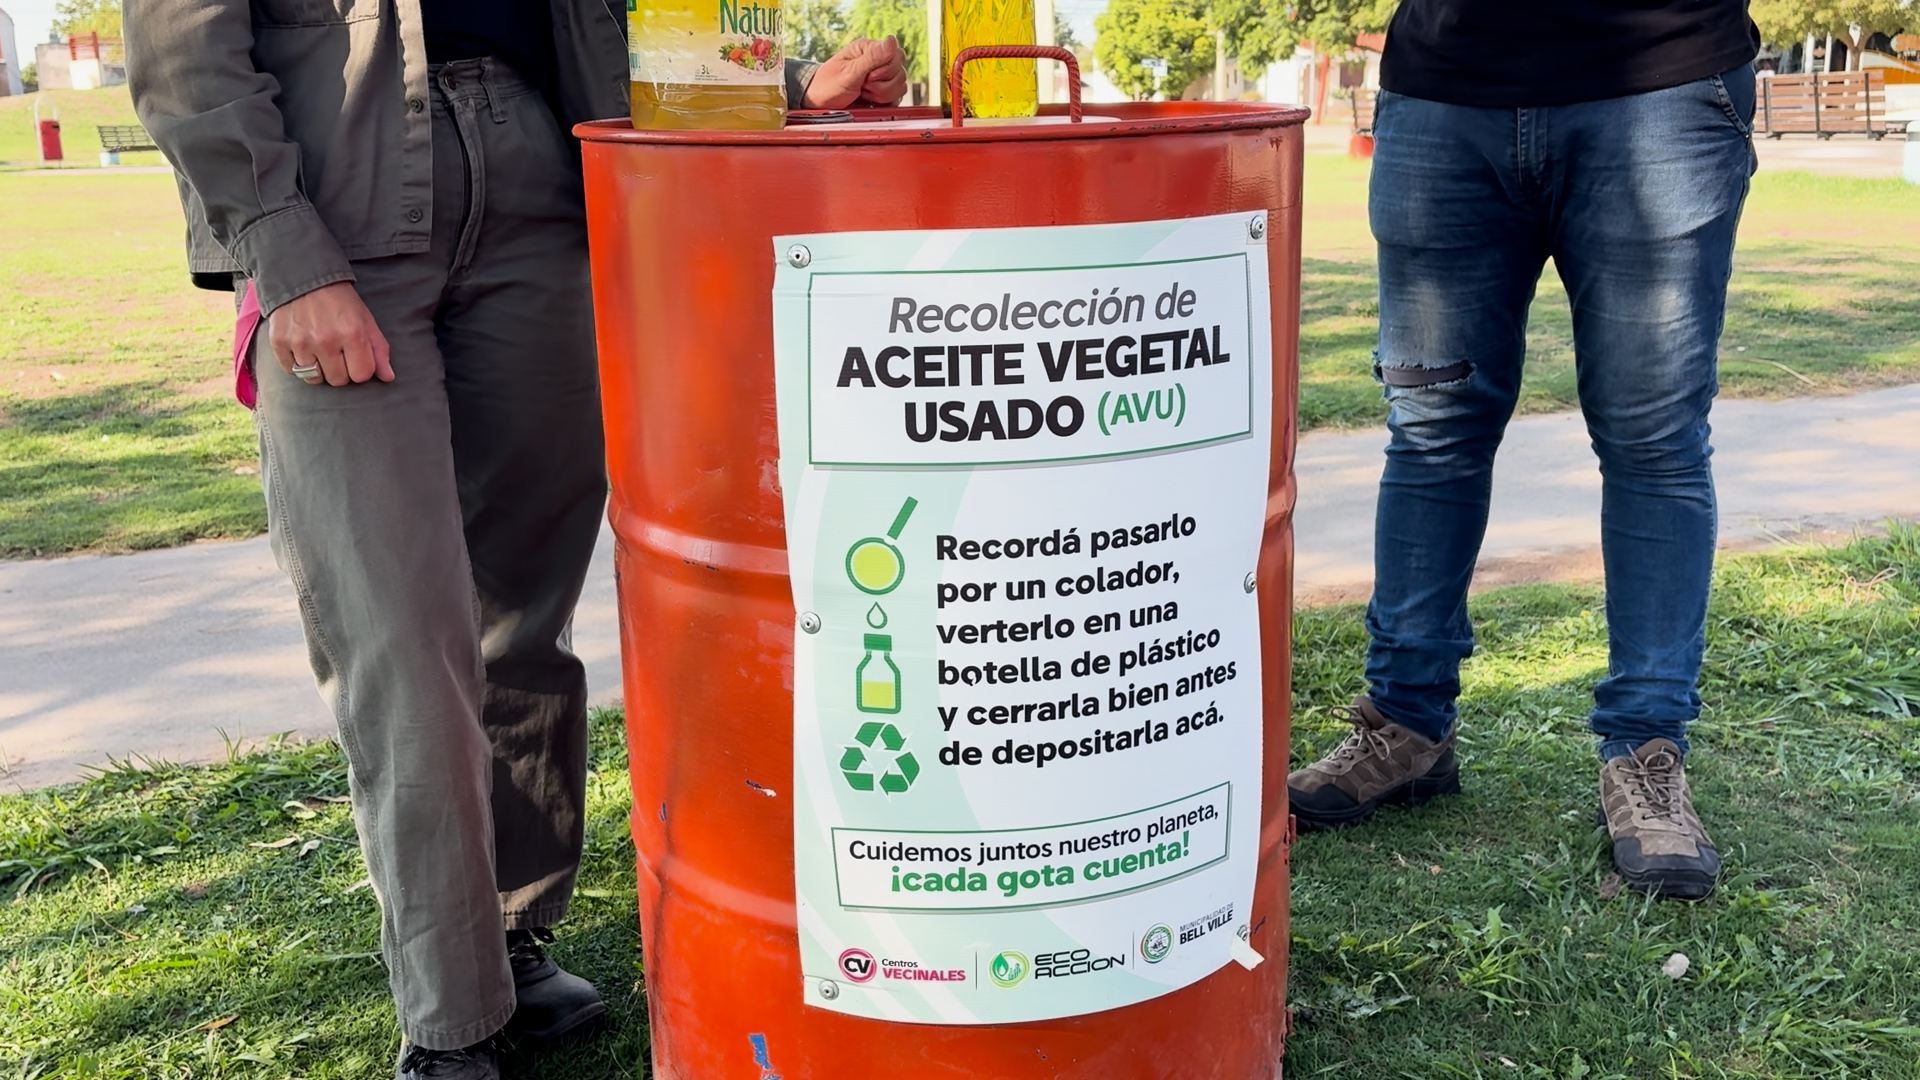 Natura
3L
Recolección de
ACEITE VEGETAL
USADO (AVU)
Recordá pasarlo
por un colador,
verterlo en una
botella de plástico
y cerrarla bien antes
de depositarla acá.
Cuidemos juntos nuestro planeta,
¡cada gota cuenta!
CV Centros
VECINALES
ECO
ACCION
MUNICIPALIDAD DE
BELL VILLE